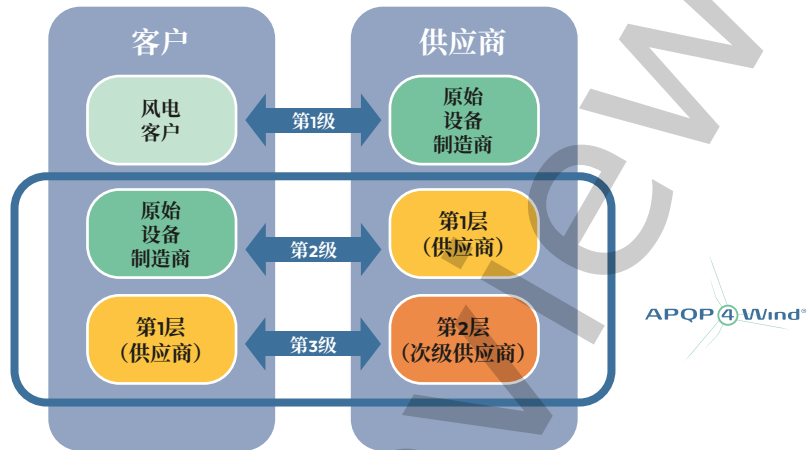 客户
供应商
风电
客户
第1级
原始
设备
制造商
原始
设备
制造商
第2级
第1层
（供应商）
第1层
（供应商）
第3级
第2层
（次级供应商）
APQP4Wind®
view